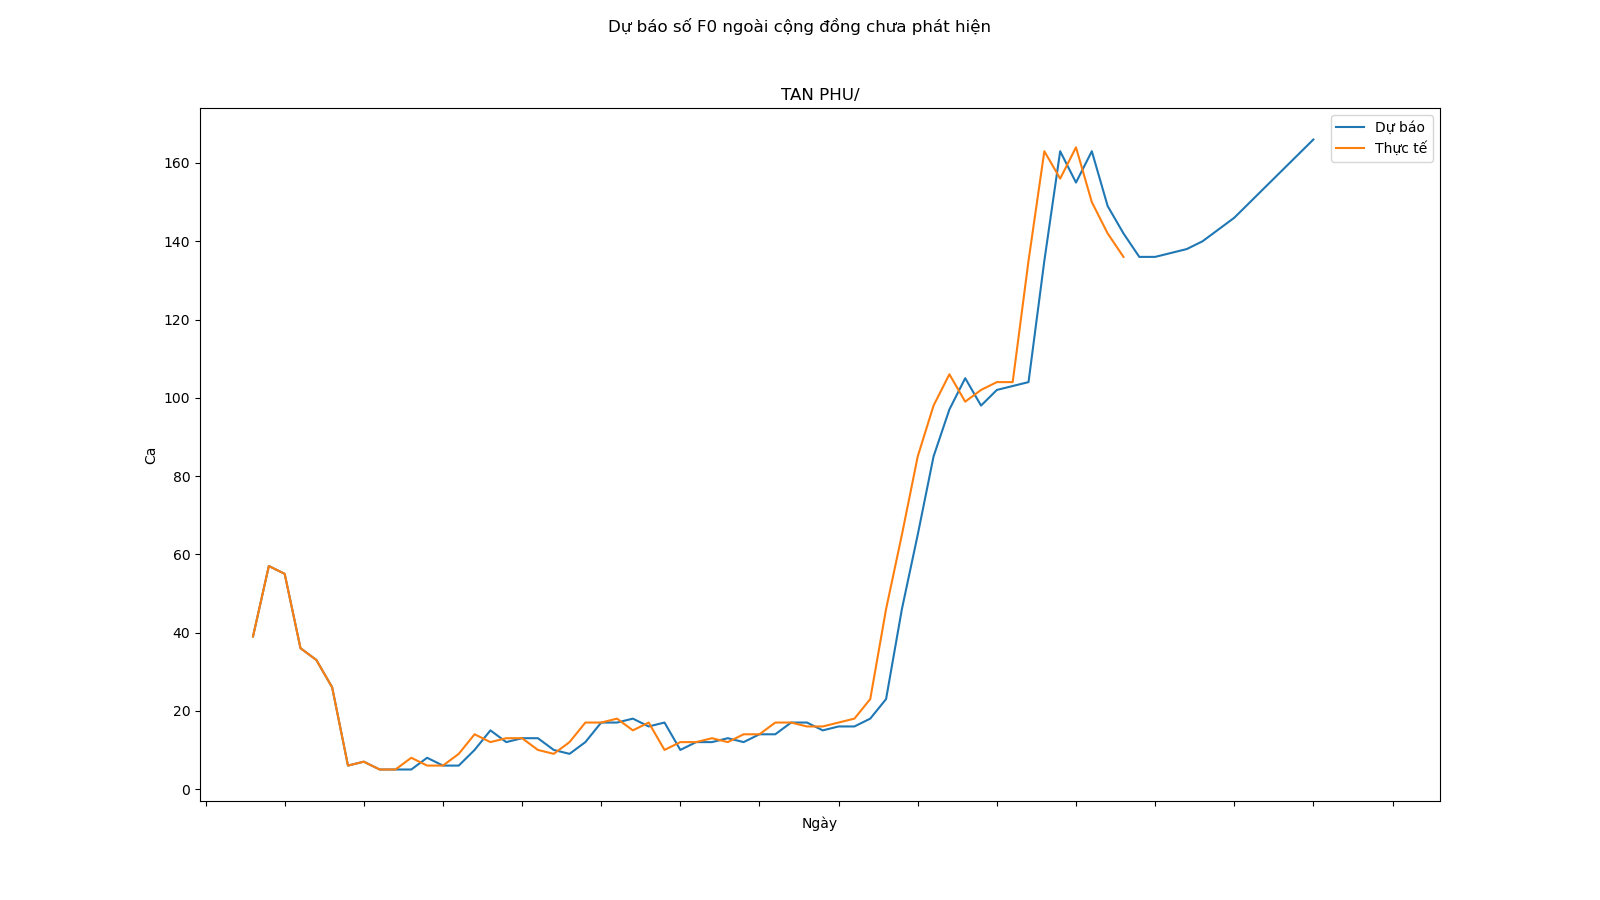 Dự báo số F0 ngoài cộng đồng chưa phát hiện
TAN PHU/
Dự báo
Thực tế
160
140
120
100
80
60
40
20
0
Ca
Ngày